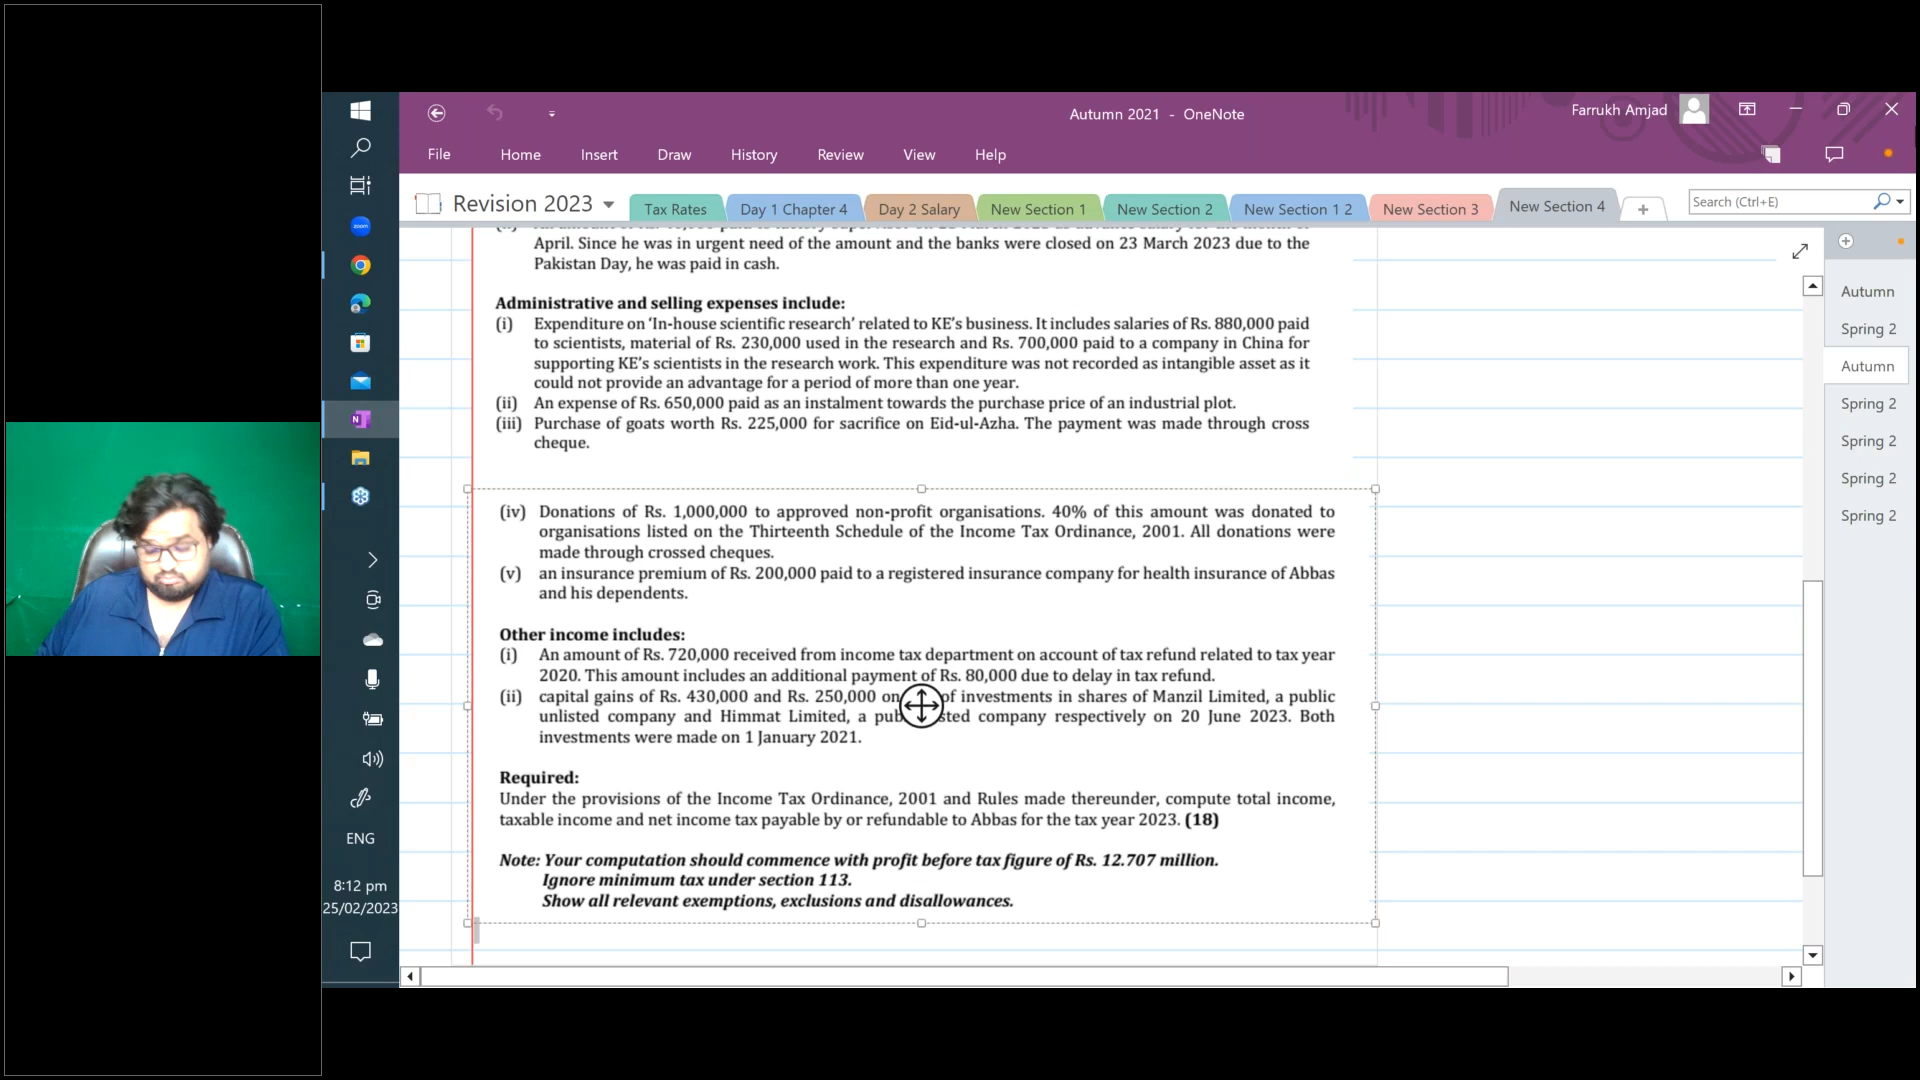 Autumn 2021 - OneNote
Farrukh Amjad
File Home Insert Draw History Review View Help
Revision 2023
Tax Rates
Day 1 Chapter 4
Day 2 Salary
New Section 1
New Section 2
New Section 1 2
New Section 3
New Section 4
Search (Ctrl+E)
April. Since he was in urgent need of the amount and the banks were closed on 23 March 2023 due to the
Pakistan Day, he was paid in cash.
Administrative and selling expenses include:
(i) Expenditure on ‘In-house scientific research’ related to KE’s business. It includes salaries of Rs. 880,000 paid
to scientists, material of Rs. 230,000 used in the research and Rs. 700,000 paid to a company in China for
supporting KE’s scientists in the research work. This expenditure was not recorded as intangible asset as it
could not provide an advantage for a period of more than one year.
(ii) An expense of Rs. 650,000 paid as an instalment towards the purchase price of an industrial plot.
(iii) Purchase of goats worth Rs. 225,000 for sacrifice on Eid-ul-Azha. The payment was made through cross
cheque.
(iv) Donations of Rs. 1,000,000 to approved non-profit organisations. 40% of this amount was donated to
organisations listed on the Thirteenth Schedule of the Income Tax Ordinance, 2001. All donations were
made through crossed cheques.
(v) an insurance premium of Rs. 200,000 paid to a registered insurance company for health insurance of Abbas
and his dependents.
Other income includes:
(i) An amount of Rs. 720,000 received from income tax department on account of tax refund related to tax year
2020. This amount includes an additional payment of Rs. 80,000 due to delay in tax refund.
(ii) capital gains of Rs. 430,000 and Rs. 250,000 on of investments in shares of Manzil Limited, a public
unlisted company and Himmat Limited, a company respectively on 20 June 2023. Both
investments were made on 1 January 2021.
Required:
Under the provisions of the Income Tax Ordinance, 2001 and Rules made thereunder, compute total income,
taxable income and net income tax payable by or refundable to Abbas for the tax year 2023. (18)
Note: Your computation should commence with profit before tax figure of Rs. 12.707 million.
Ignore minimum tax under section 113.
Show all relevant exemptions, exclusions and disallowances.
Autumn
Spring 2
Autumn
Spring 2
Spring 2
Spring 2
Spring 2
zoom
N
ENG
8:12 pm
25/02/2023